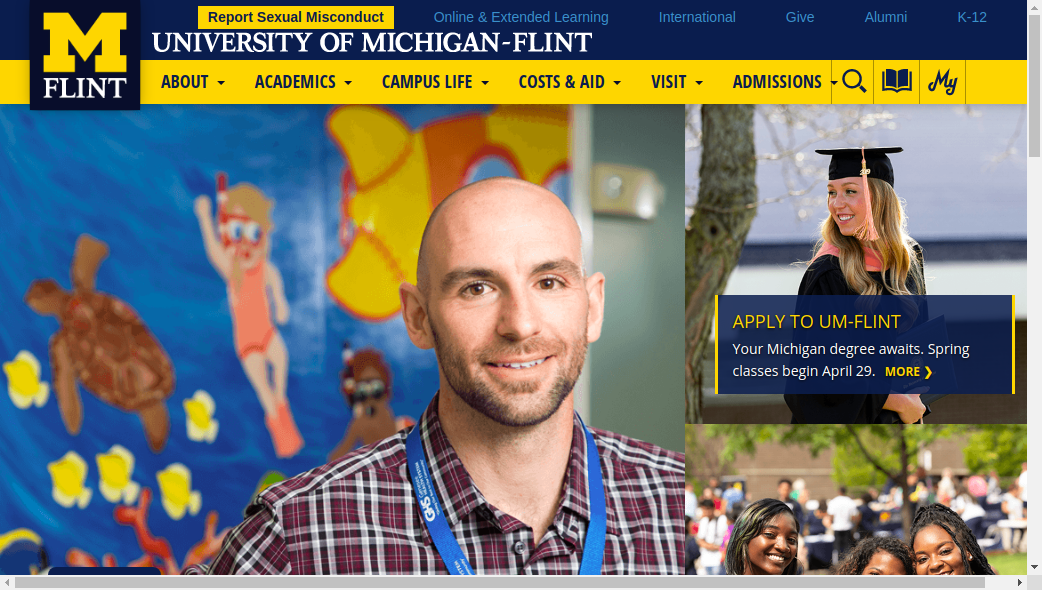 Report Sexual Misconduct Online & Extended Learning International Give Alumni K-12
M
FLINT
UNIVERSITY OF MICHIGAN-FLINT
ABOUT ACADEMICS CAMPUS LIFE COSTS & AID VISIT ADMISSIONS My
APPLY TO UM-FLINT
Your Michigan degree awaits. Spring
classes begin April 29. MORE ❯
GHS